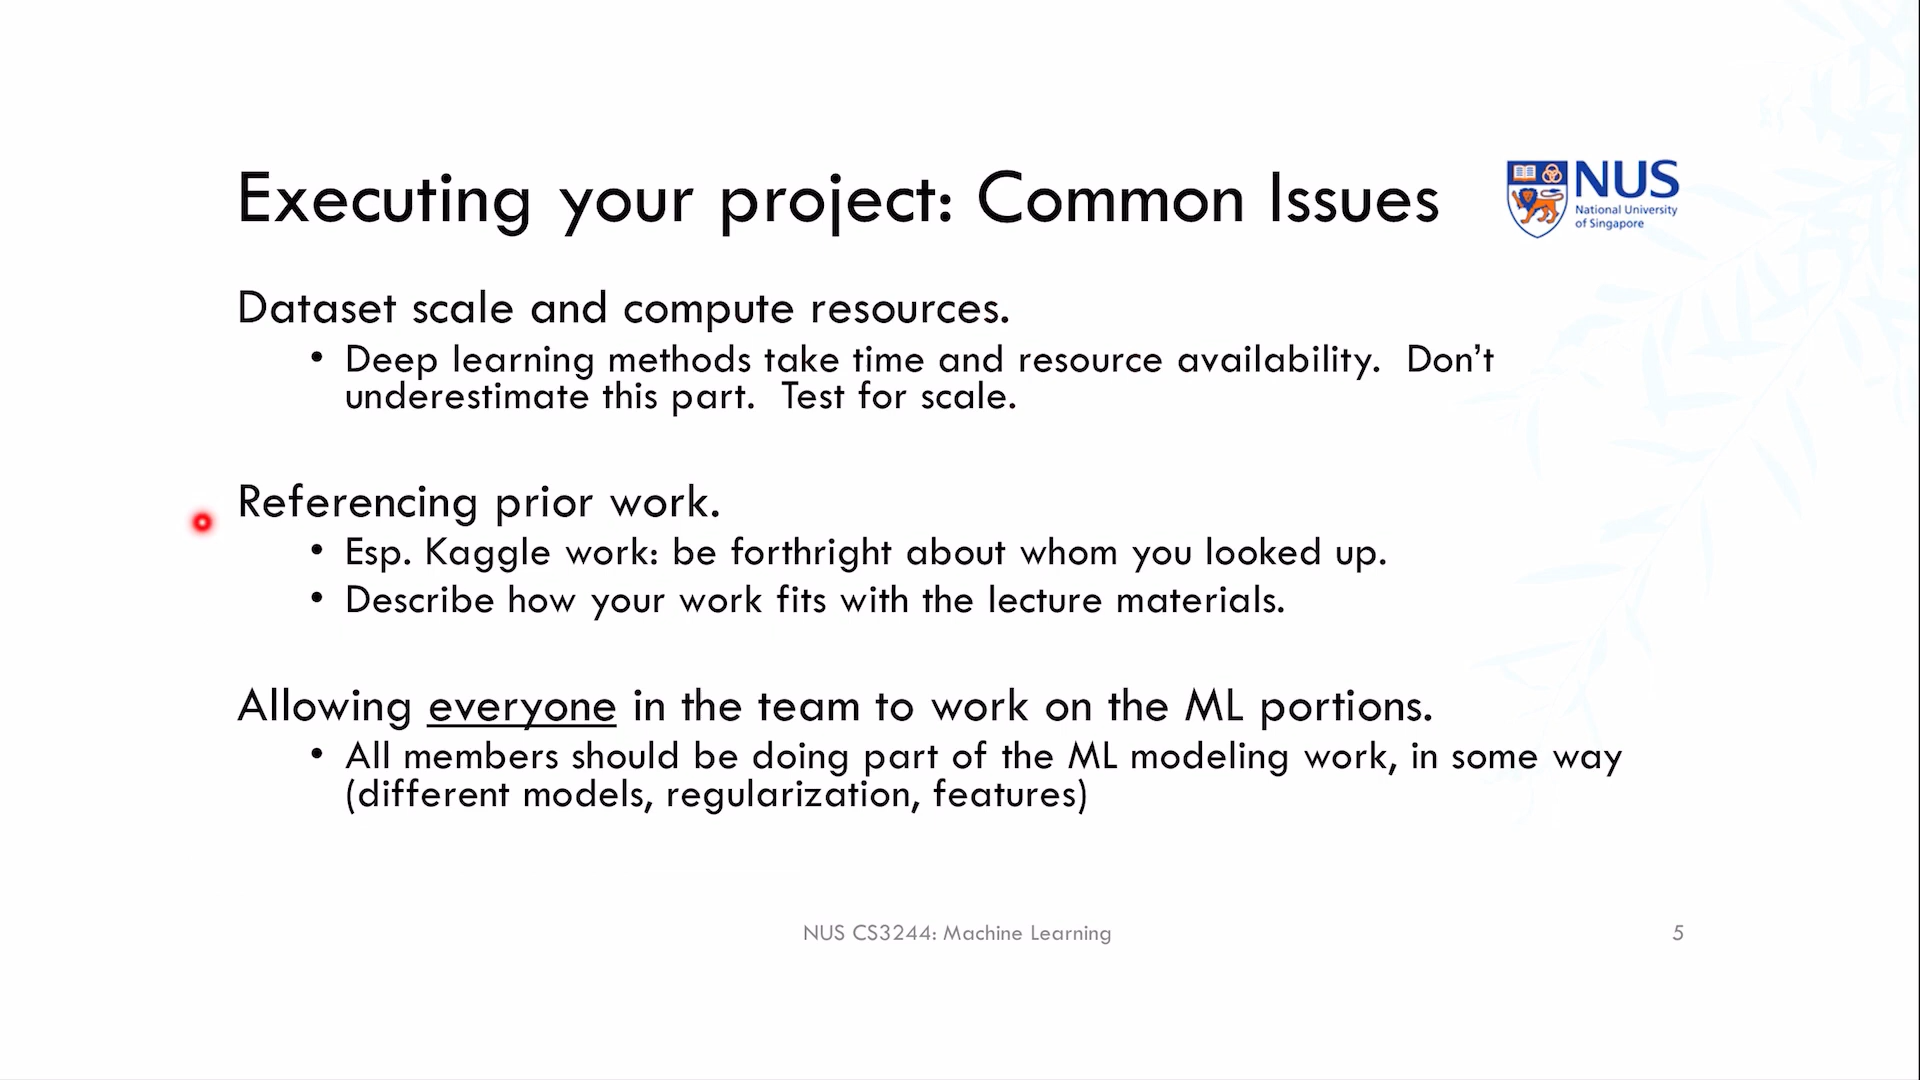 Executing your project: Common Issues
NUS
National University
of Singapore
Dataset scale and compute resources.
• Deep learning methods take time and resource availability.  Don’t
underestimate this part.  Test for scale.
Referencing prior work.
• Esp. Kaggle work: be forthright about whom you looked up.
• Describe how your work fits with the lecture materials.
Allowing everyone in the team to work on the ML portions.
• All members should be doing part of the ML modeling work, in some way
(different models, regularization, features)
NUS CS3244: Machine Learning
5